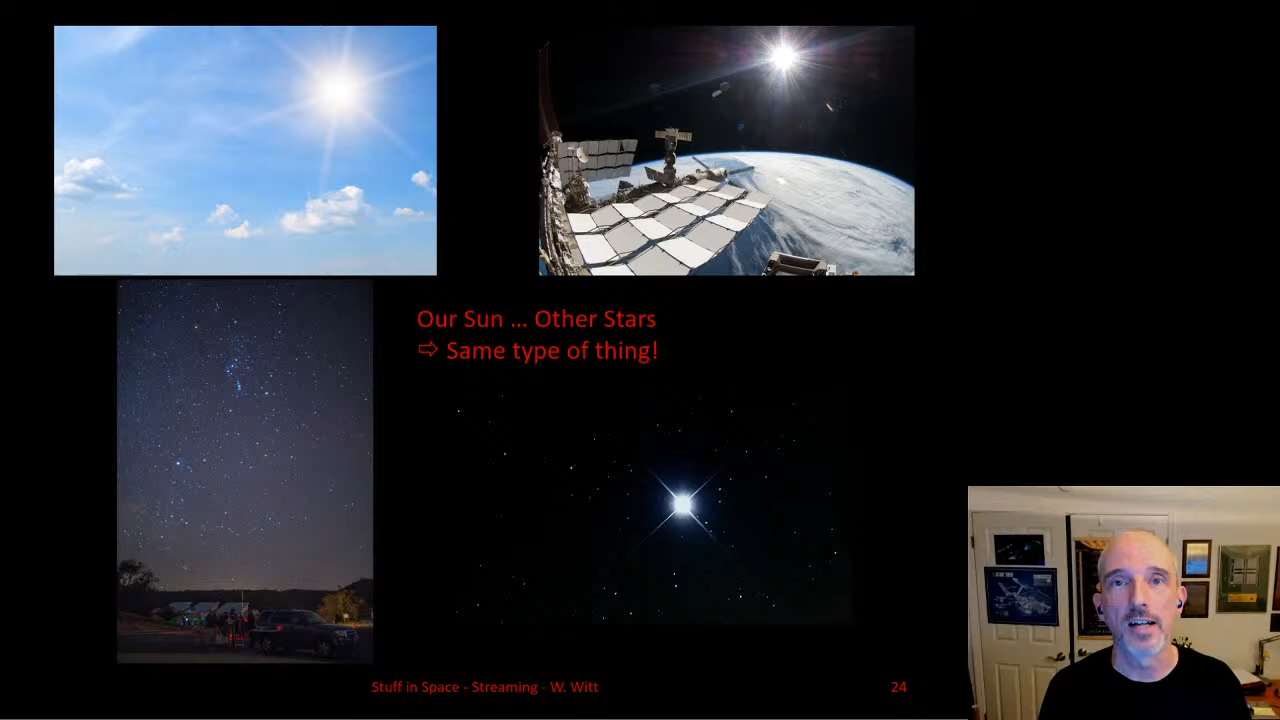 Our Sun ... Other Stars
⇨ Same type of thing!
Stuff in Space - Streaming - W. Witt
24